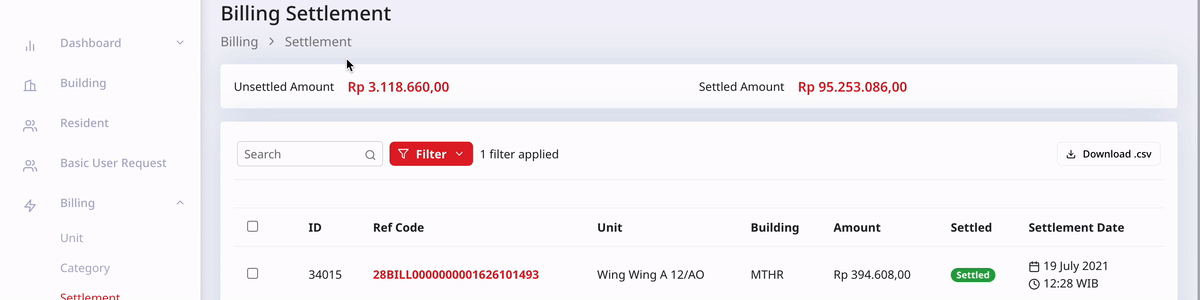 Billing Settlement
Billing > Settlement
Dashboard
Building
Resident
Basic User Request
Billing
Unit
Category
Settlement
Unsettled Amount Rp 3.118.660,00 Settled Amount Rp 95.253.086,00
Search Filter 1 filter applied Download .csv
ID Ref Code Unit Building Amount Settled Settlement Date
34015 28BILL0000000001626101493 Wing Wing A 12/AO MTHR Rp 394.608,00 Settled 19 July 2021
12:28 WIB